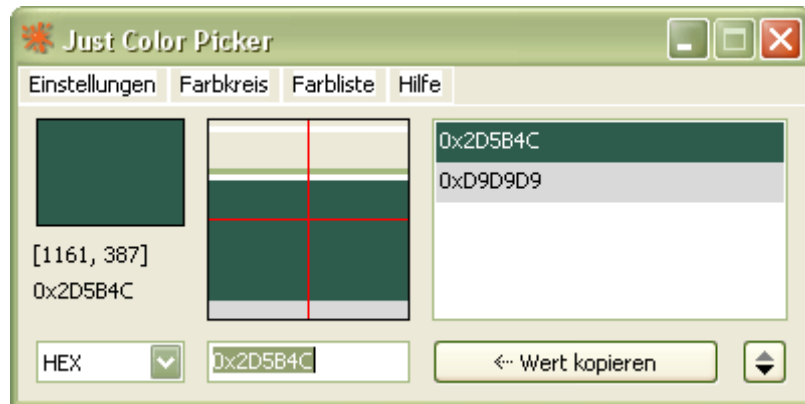 Just Color Picker
Einstellungen Farbkreis Farbliste Hilfe
0x2D5B4C
0xD9D9D9
[1161, 387]
0x2D5B4C
HEX 0x2D5B4C Wert kopieren